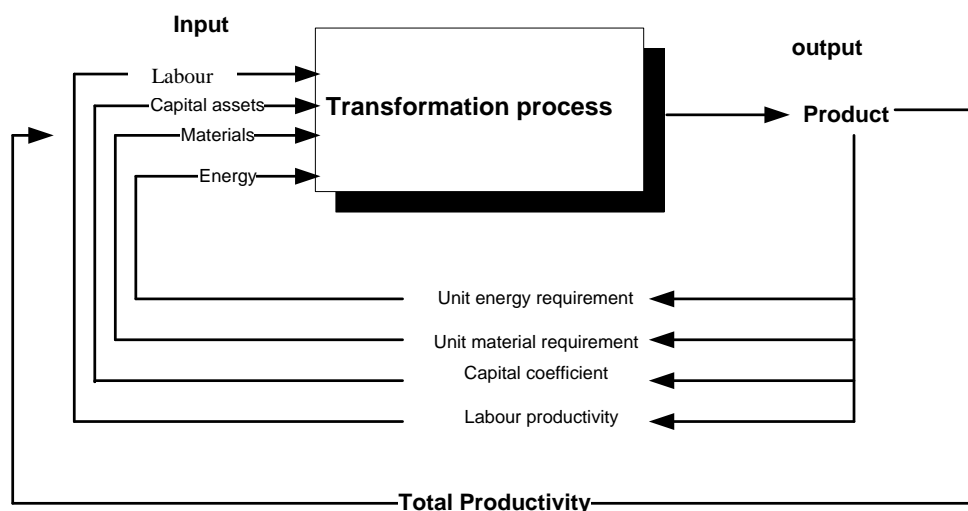 Input
output
Labour
Capital assets
Transformation process
Product
Materials
Energy
Unit energy requirement
Unit material requirement
Capital coefficient
Labour productivity
Total Productivity